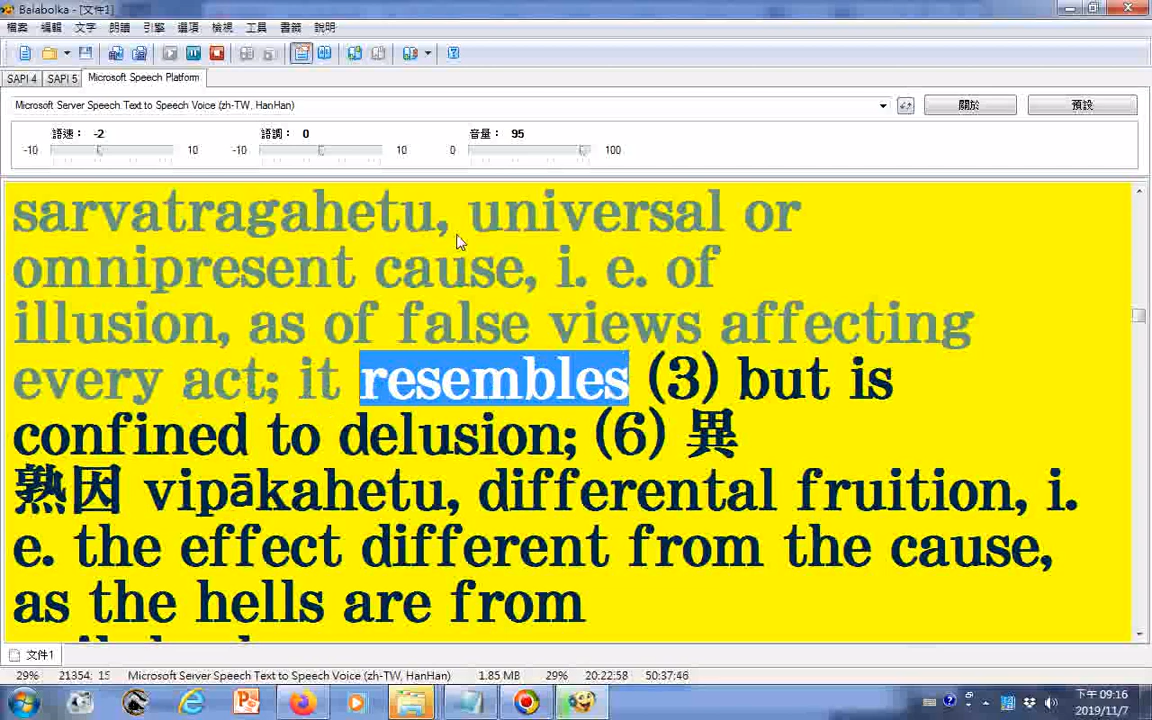 Balabolka - [文件1]
檔案 編輯 文字 朗讀 引擎 選項 檢視 工具 書籤 說明
SAPI 4 SAPI 5 Microsoft Speech Platform
Microsoft Server Speech Text to Speech Voice (zh-TW, HanHan) 關於 預設
語速： -2 語調： 0 音量： 95
-10 10 -10 10 0 100
sarvatragahetu, universal or
omnipresent cause, i. e. of
illusion, as of false views affecting
every act; it resembles (3) but is
confined to delusion; (6) 異
熟因 vipākahetu, differential fruition, i.
e. the effect different from the cause,
as the hells are from
文件1
29% 21354: 15 Microsoft Server Speech Text to Speech Voice (zh-TW, HanHan) 1.85 MB 29% 20:22:58 50:37:46
下午 09:16
2019/11/7